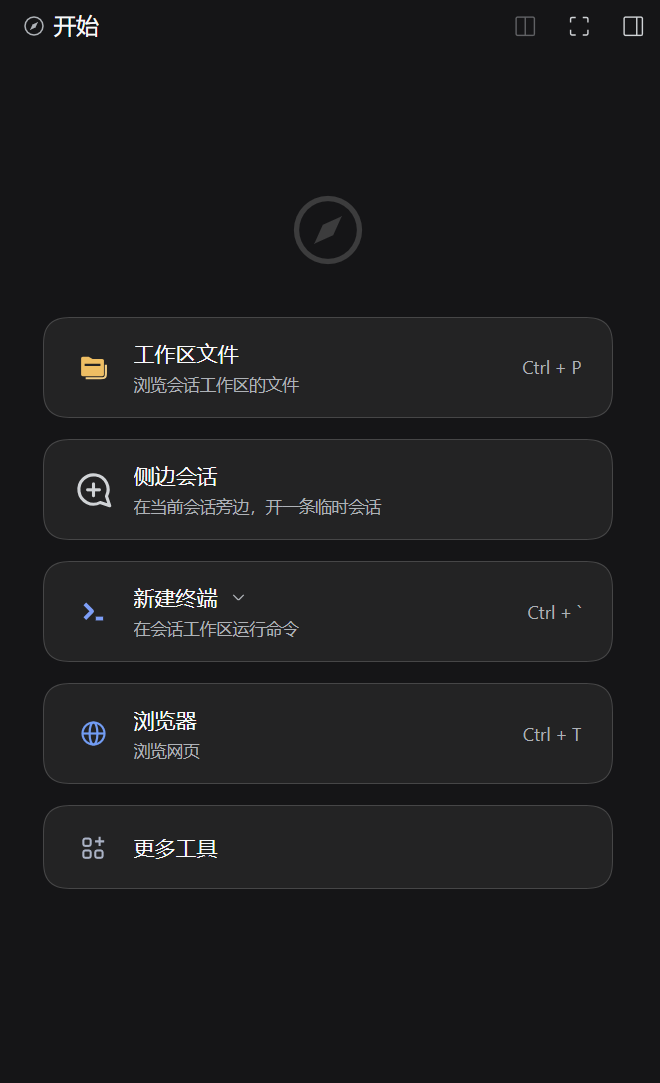 开始
工作区文件
浏览会话工作区的文件
Ctrl + P
侧边会话
在当前会话旁边，开一条临时会话
新建终端
在会话工作区运行命令
Ctrl + `
浏览器
浏览网页
Ctrl + T
更多工具